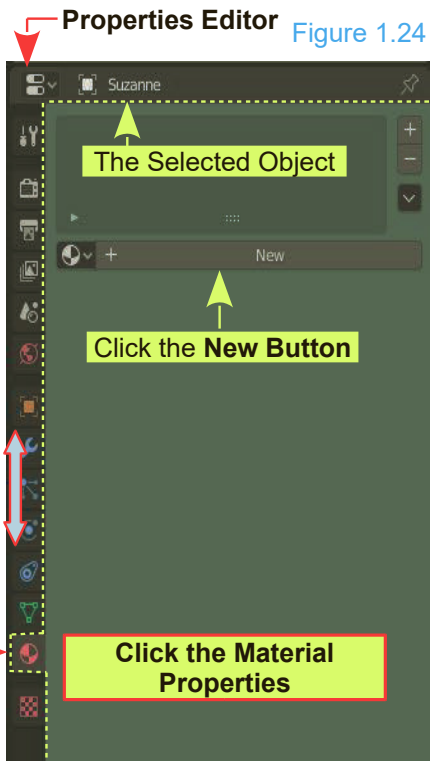 Properties Editor
Figure 1.24
Suzanne
The Selected Object
New
Click the New Button
Click the Material
Properties